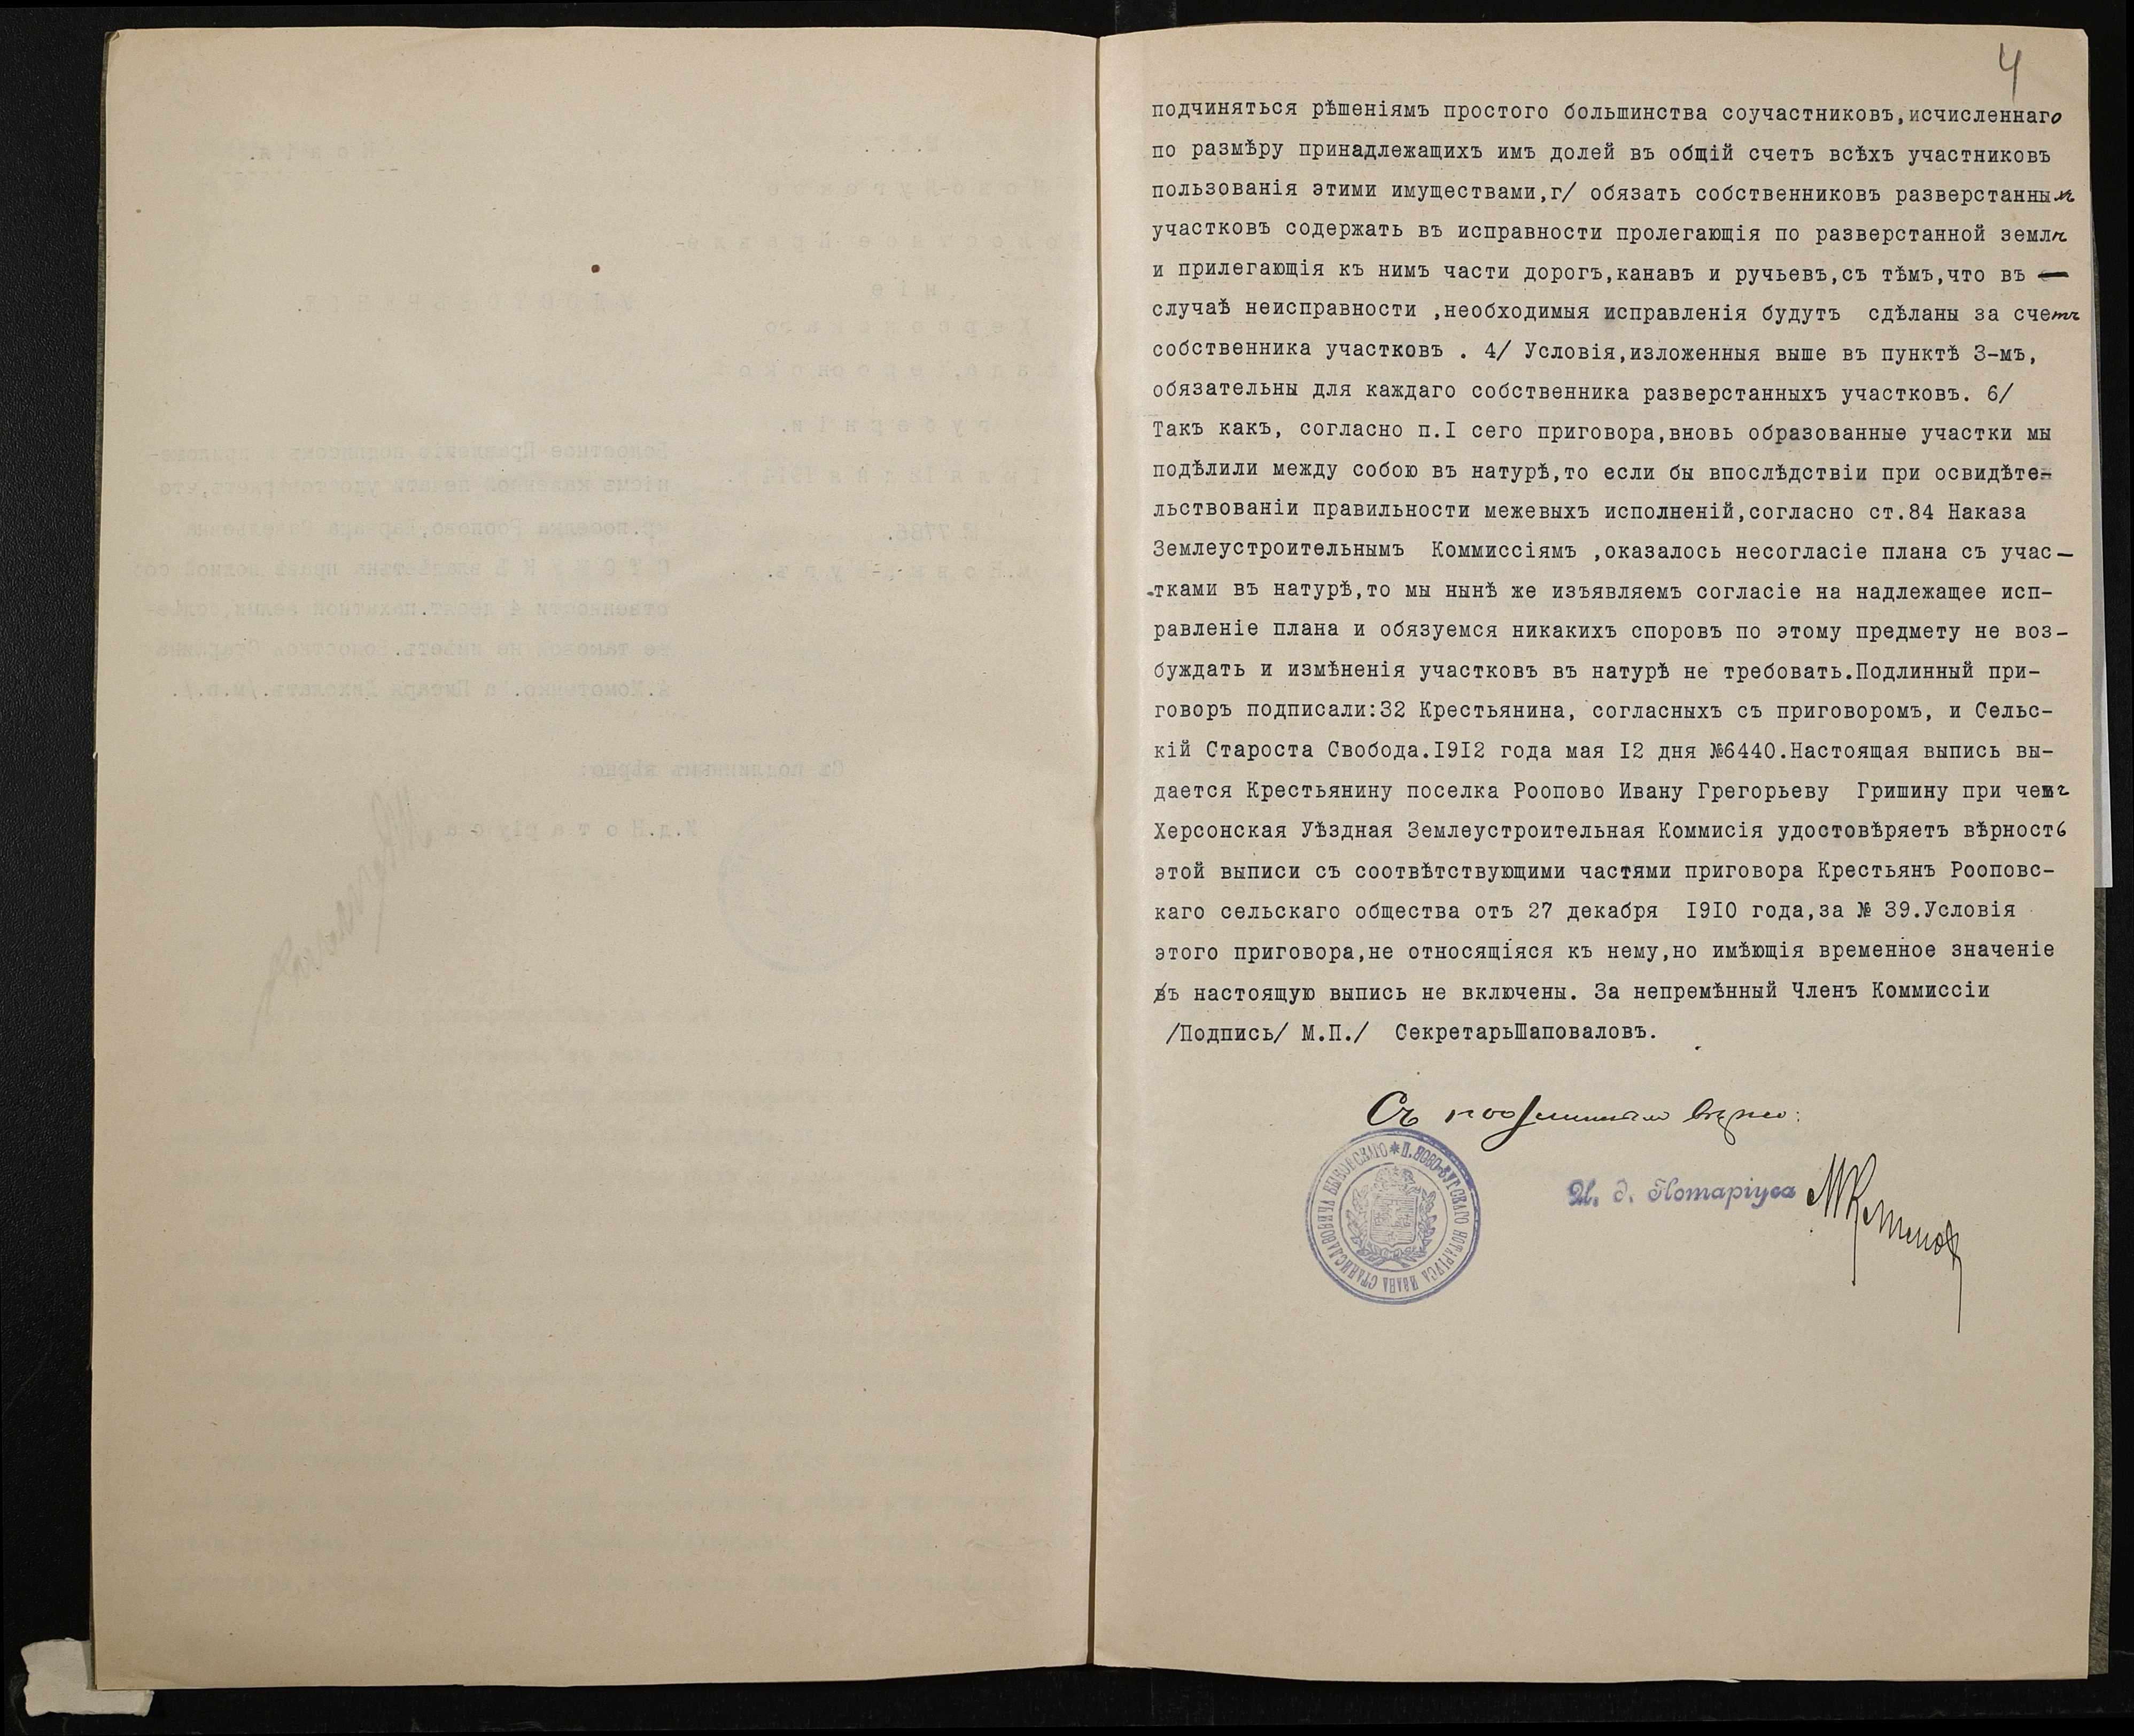 4
подчиняться рѣшеніямъ простого большинства соучастниковъ,исчисленнаго
по размѣру принадлежащихъ имъ долей въ общій счетъ всѣхъ участниковъ
пользованія этими имуществами,г/ обязать собственниковъ разверстанныхъ
участковъ содержать въ исправности пролегающія по разверстанной землѣ
и прилегающія къ нимъ части дорогъ,канавъ и ручьевъ,съ тѣмъ,что въ —
случаѣ неисправности ,необходимыя исправленія будутъ сдѣланы за счетъ
собственника участковъ . 4/ Условія,изложенныя выше въ пунктѣ 3-мъ,
обязательны для каждаго собственника разверстанныхъ участковъ. 6/
Такъ какъ, согласно п.I сего приговора,вновь образованные участки мы
подѣлили между собою въ натурѣ,то если бы впослѣдствіи при освидѣте-
льствованіи правильности межевыхъ исполненій,согласно ст.84 Наказа
Землеустроительнымъ Коммиссіямъ ,оказалось несогласіе плана съ учас-
тками въ натурѣ,то мы нынѣ же изъявляемъ согласіе на надлежащее исп-
равленіе плана и обязуемся никакихъ споровъ по этому предмету не воз-
буждать и измѣненія участковъ въ натурѣ не требовать.Подлинный при-
говоръ подписали:32 Крестьянина, согласныхъ съ приговоромъ, и Сельс-
кій Староста Свобода.I9I2 года мая I2 дня №6440.Настоящая выпись вы-
дается Крестьянину поселка Роопово Ивану Грегорьеву Гришину при чемъ
Херсонская Уѣздная Землеустроительная Коммисія удостовѣряетъ вѣрность
этой выписи съ соотвѣтствующими частями приговора Крестьянъ Рооповс-
каго сельскаго общества отъ 27 декабря I9I0 года,за № 39.Условія
этого приговора,не относящіяся къ нему,но имѣющія временное значеніе
въ настоящую выпись не включены. За непремѣнный Членъ Коммиссіи
/Подпись/ М.П./ СекретарьШаповаловъ.
Съ подлиннымъ вѣрно:
И. д. Нотаріуса
П. НОВО-БУГСКАГО НОТАРІУСА ИВАНА СТАНИСЛАВОВИЧА